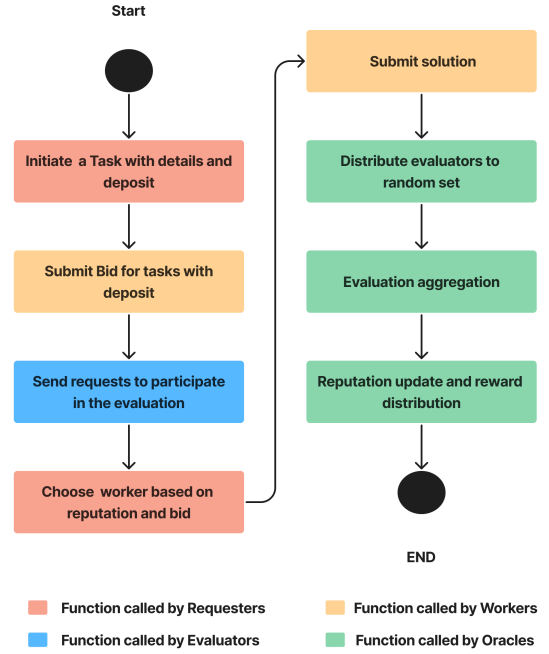 Start
Initiate a Task with details and
deposit
Submit Bid for tasks with
deposit
Send requests to participate
in the evaluation
Choose worker based on
reputation and bid
Submit solution
Distribute evaluators to
random set
Evaluation aggregation
Reputation update and reward
distribution
END
Function called by Requesters
Function called by Workers
Function called by Evaluators
Function called by Oracles